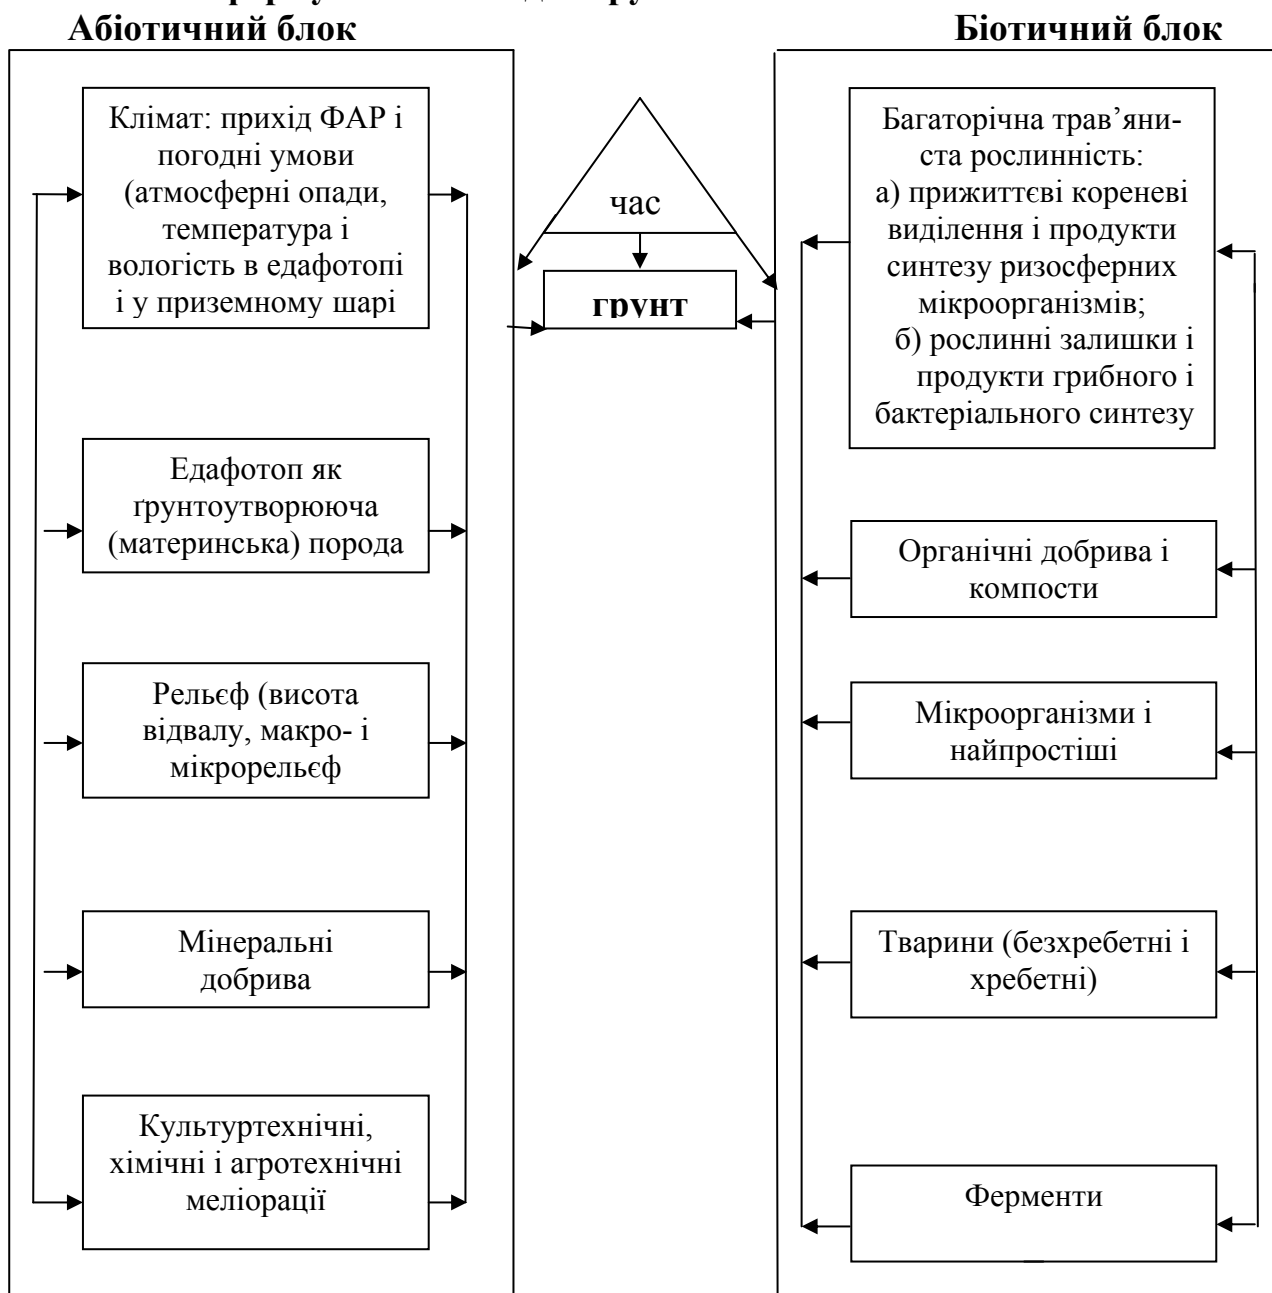 Абіотичний блок
Біотичний блок
Клімат: прихід ФАР і
погодні умови
(атмосферні опади,
температура і
вологість в едафотопі
і у приземному шарі
Едафотоп як
ґрунтоутворююча
(материнська) порода
Рельєф (висота
відвалу, макро- і
мікрорельєф
Мінеральні
добрива
Культуртехнічні,
хімічні і агротехнічні
меліорації
час
грунт
Багаторічна трав’яни-
ста рослинність:
а) прижиттєві кореневі
виділення і продукти
синтезу ризосферних
мікроорганізмів;
б) рослинні залишки і
продукти грибного і
бактеріального синтезу
Органічні добрива і
компости
Мікроорганізми і
найпростіші
Тварини (безхребетні і
хребетні)
Ферменти